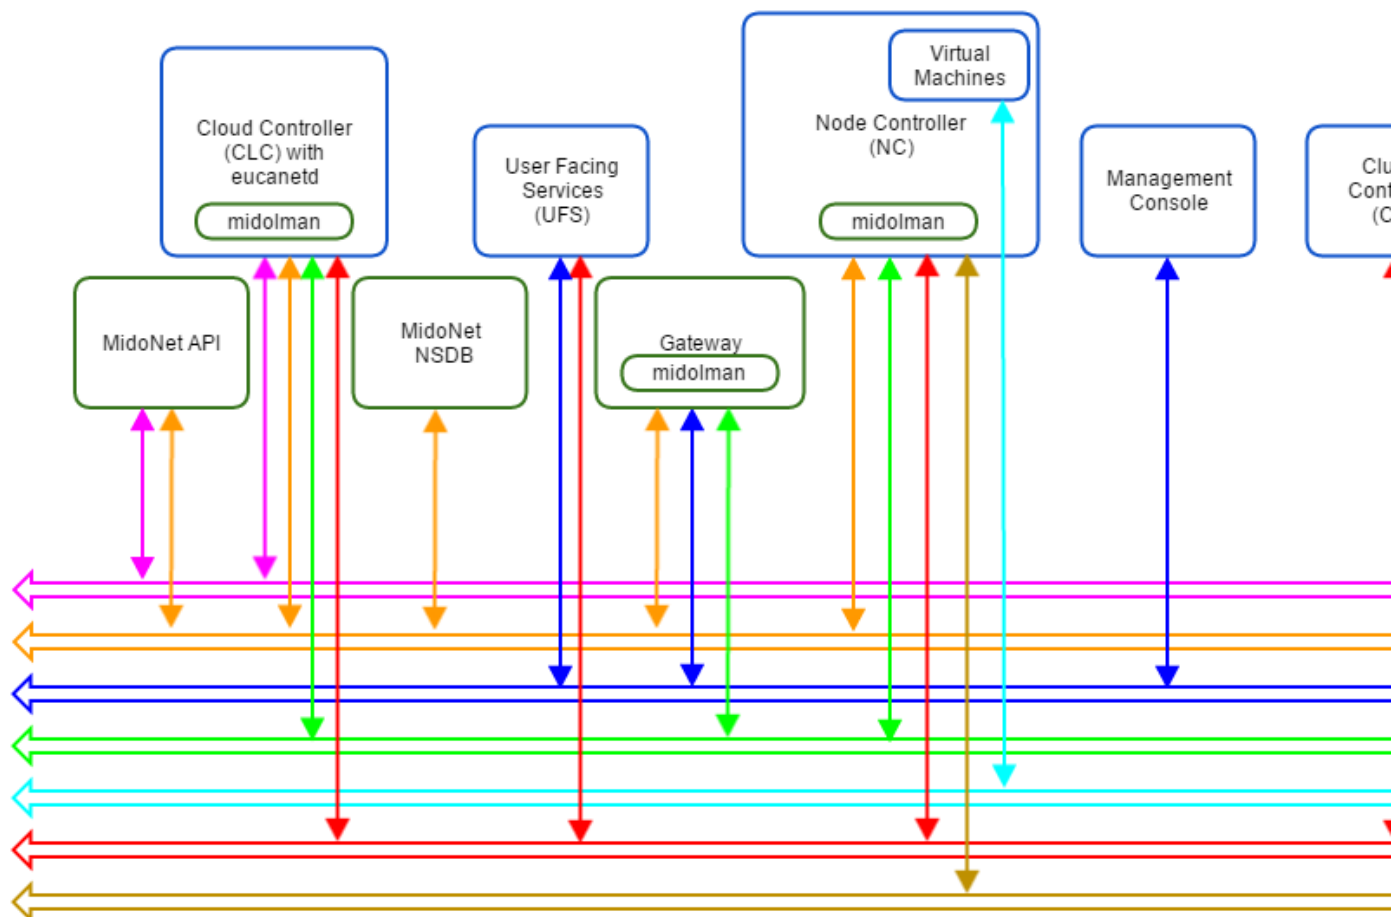 Virtual
Machines
Cloud Controller
(CLC) with
eucanetd
midolman
User Facing
Services
(UFS)
Node Controller
(NC)
midolman
Management
Console
MidoNet API
MidoNet
NSDB
Gateway
midolman